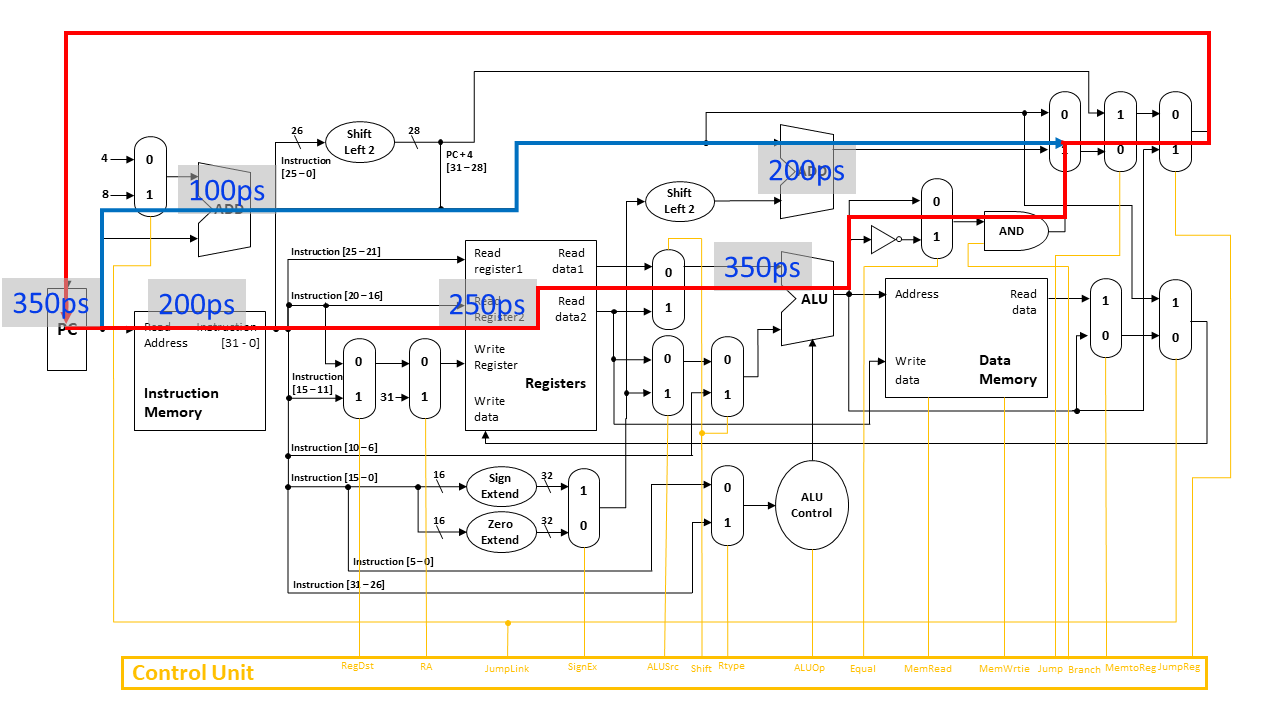 0
1
0
0
1
1
0
4
0
26
Shift
Left 2
28
Instruction
[25 – 0]
PC + 4
[31 – 28]
ADD
200ps
8
1
100ps
ADD
Shift
Left 2
0
1
AND
Instruction [25 – 21]
Read
register1
Read
data1
0
1
350ps
ALU
350ps
PC
200ps
Read
Address
Instruction
[31 - 0]
Instruction
Memory
Instruction [20 – 16]
250ps
Read
Register2
Read
data2
Address
Read
data
Write
data
Data
Memory
1
0
1
0
0
1
0
1
Write
Register
Write
data
Registers
0
1
0
1
Instruction
[15 – 11]
31
Instruction [10 – 6]
Instruction [15 – 0]
16
Sign
Extend
32
16
Zero
Extend
32
1
0
0
1
ALU
Control
Instruction [5 – 0]
Instruction [31 – 26]
Control Unit
RegDst
RA
JumpLink
SignEx
ALUSrc
Shift
Rtype
ALUOp
Equal
MemRead
MemWrtie
Jump
Branch
MemtoReg
JumpReg